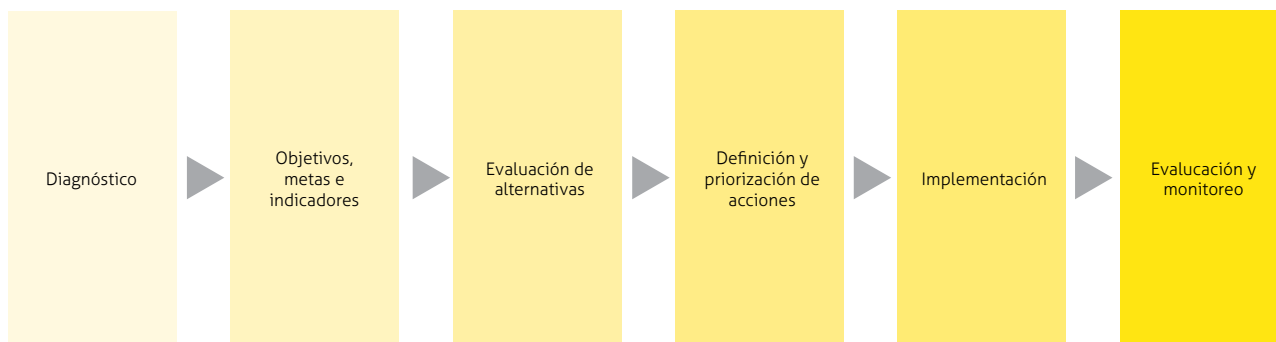 Diagnóstico
Objetivos,
metas e
indicadores
Evaluación de
alternativas
Definición y
priorización de
acciones
Implementación
Evalucación y
monitoreo